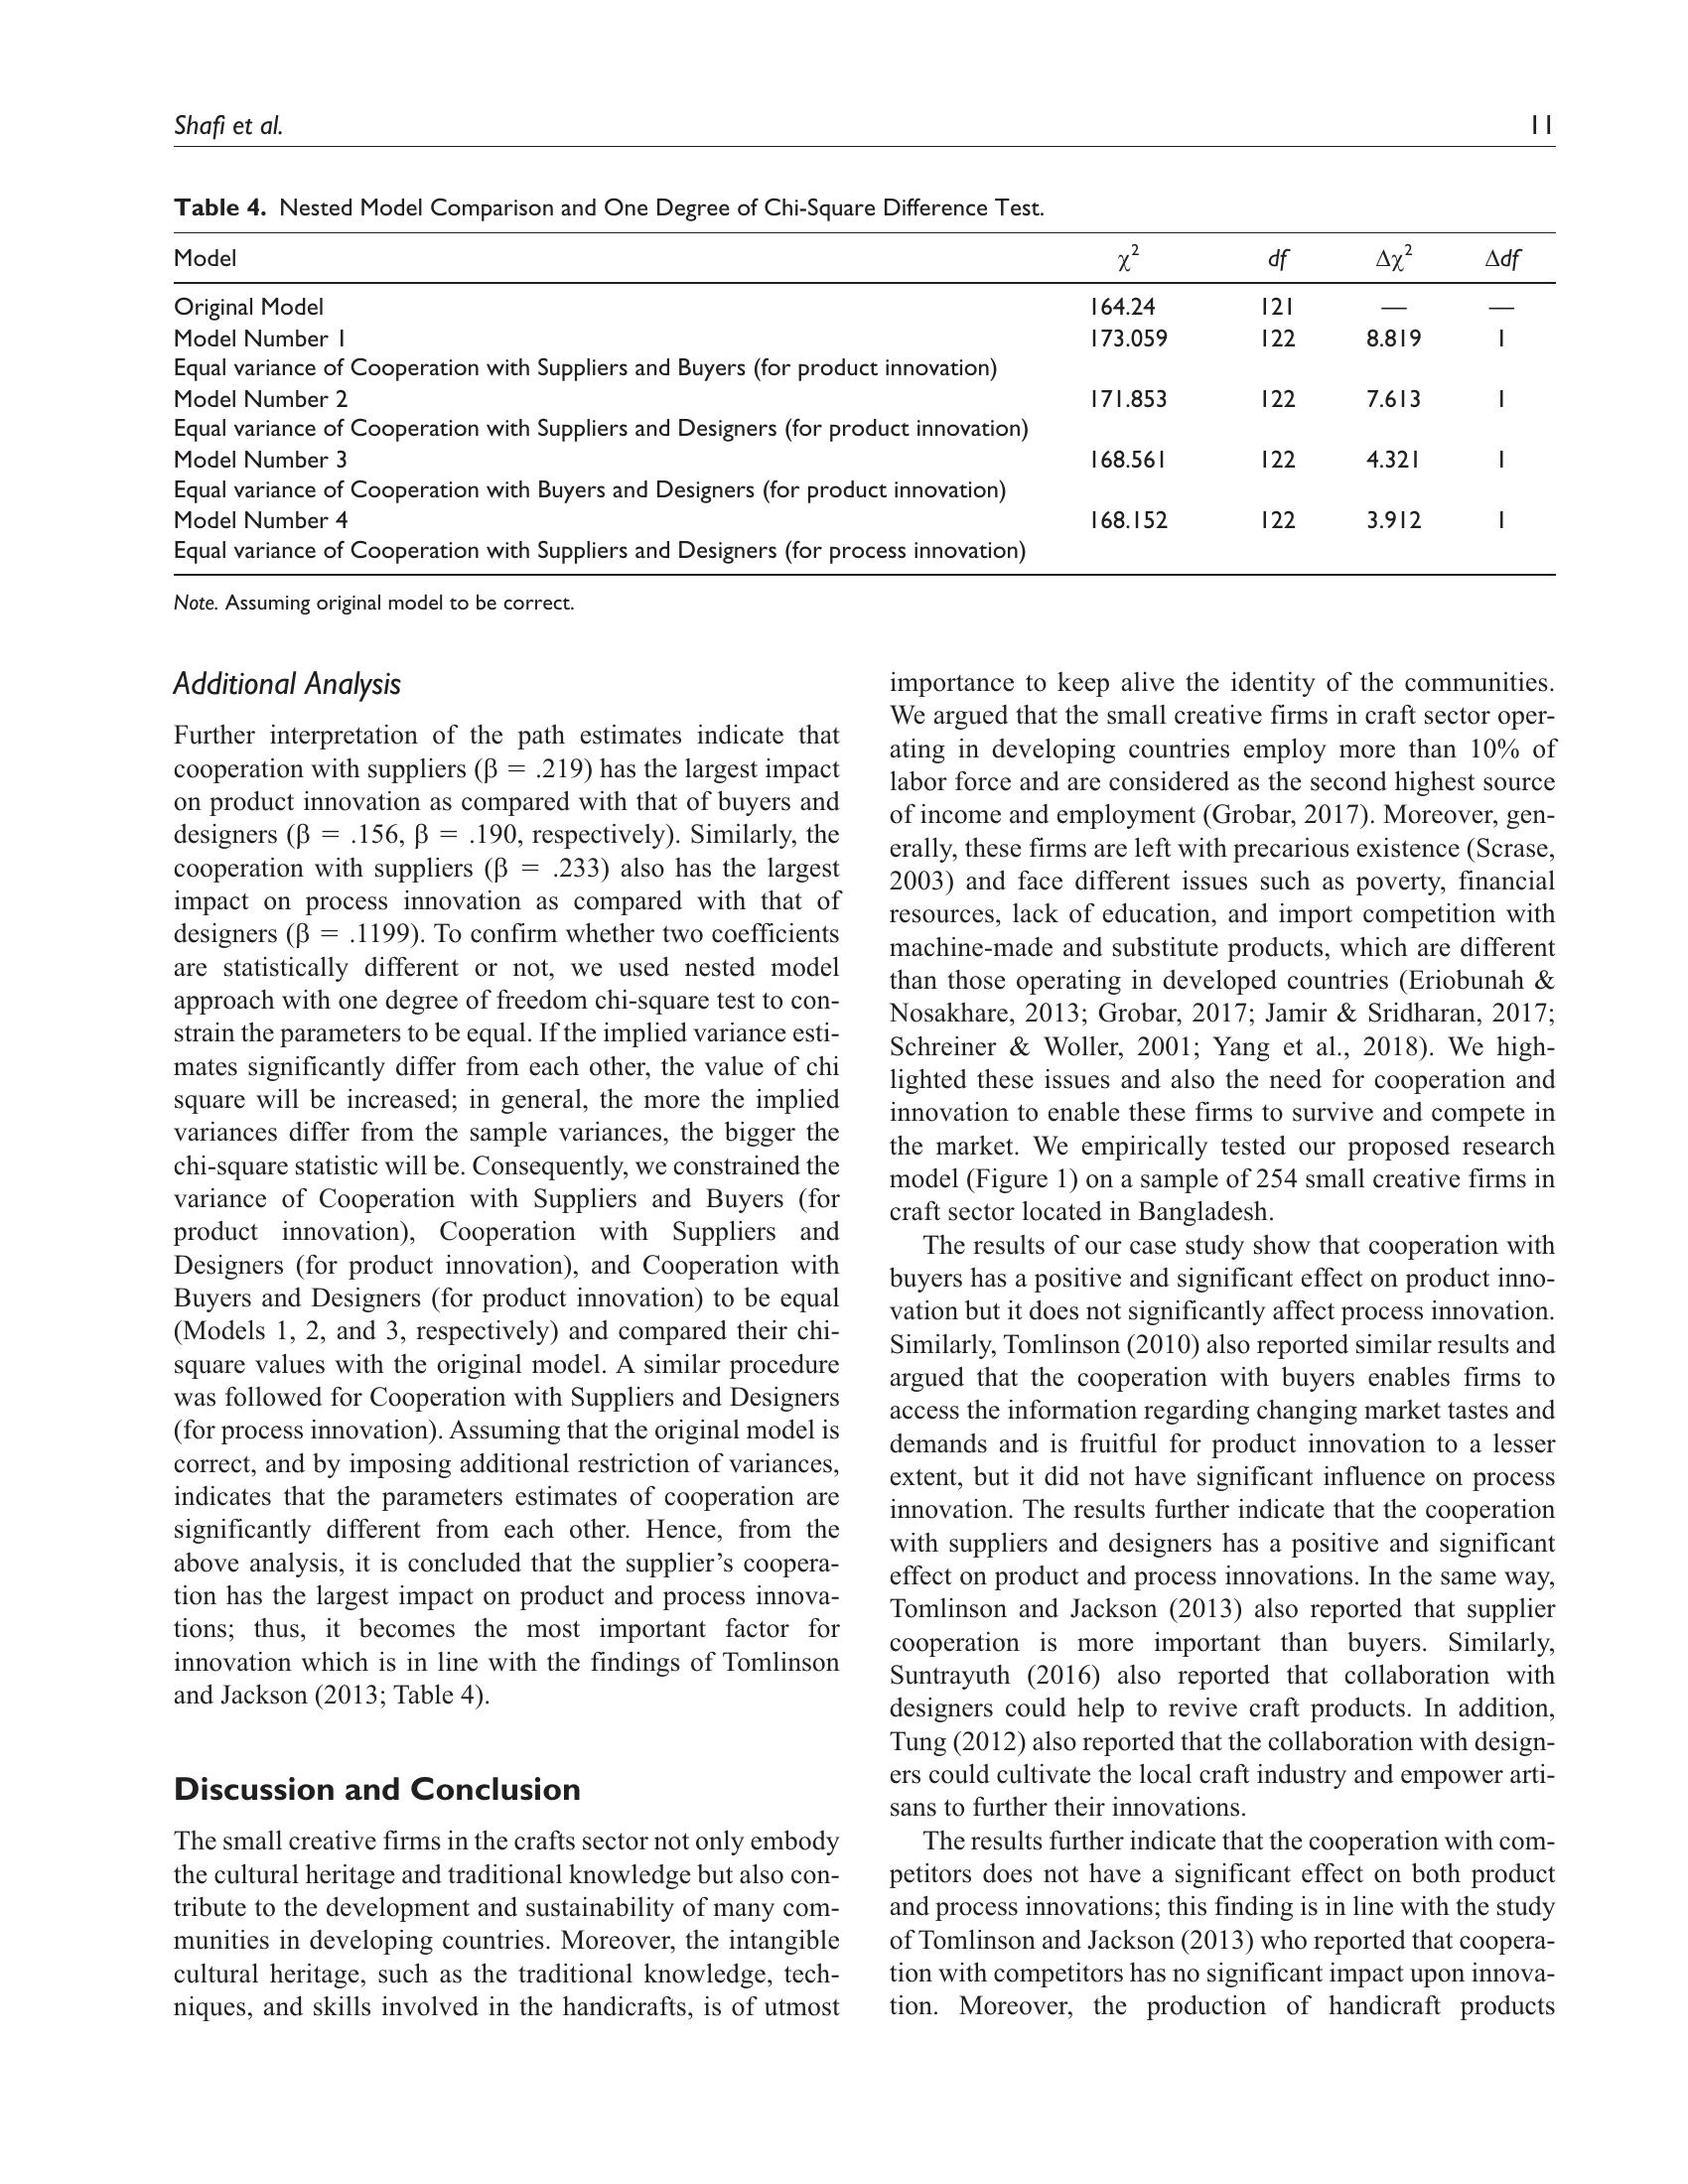 Shafi et al.
11
Table 4. Nested Model Comparison and One Degree of Chi-Square Difference Test.
Model χ² df Δχ² Δdf
Original Model 164.24 121 — —
Model Number 1 173.059 122 8.819 1
Equal variance of Cooperation with Suppliers and Buyers (for product innovation)
Model Number 2 171.853 122 7.613 1
Equal variance of Cooperation with Suppliers and Designers (for product innovation)
Model Number 3 168.561 122 4.321 1
Equal variance of Cooperation with Buyers and Designers (for product innovation)
Model Number 4 168.152 122 3.912 1
Equal variance of Cooperation with Suppliers and Designers (for process innovation)
Note. Assuming original model to be correct.
Additional Analysis
Further interpretation of the path estimates indicate that
cooperation with suppliers (β = .219) has the largest impact
on product innovation as compared with that of buyers and
designers (β = .156, β = .190, respectively). Similarly, the
cooperation with suppliers (β = .233) also has the largest
impact on process innovation as compared with that of
designers (β = .1199). To confirm whether two coefficients
are statistically different or not, we used nested model
approach with one degree of freedom chi-square test to con-
strain the parameters to be equal. If the implied variance esti-
mates significantly differ from each other, the value of chi
square will be increased; in general, the more the implied
variances differ from the sample variances, the bigger the
chi-square statistic will be. Consequently, we constrained the
variance of Cooperation with Suppliers and Buyers (for
product innovation), Cooperation with Suppliers and
Designers (for product innovation), and Cooperation with
Buyers and Designers (for product innovation) to be equal
(Models 1, 2, and 3, respectively) and compared their chi-
square values with the original model. A similar procedure
was followed for Cooperation with Suppliers and Designers
(for process innovation). Assuming that the original model is
correct, and by imposing additional restriction of variances,
indicates that the parameters estimates of cooperation are
significantly different from each other. Hence, from the
above analysis, it is concluded that the supplier's coopera-
tion has the largest impact on product and process innova-
tions; thus, it becomes the most important factor for
innovation which is in line with the findings of Tomlinson
and Jackson (2013; Table 4).
Discussion and Conclusion
The small creative firms in the crafts sector not only embody
the cultural heritage and traditional knowledge but also con-
tribute to the development and sustainability of many com-
munities in developing countries. Moreover, the intangible
cultural heritage, such as the traditional knowledge, tech-
niques, and skills involved in the handicrafts, is of utmost
importance to keep alive the identity of the communities.
We argued that the small creative firms in craft sector oper-
ating in developing countries employ more than 10% of
labor force and are considered as the second highest source
of income and employment (Grobar, 2017). Moreover, gen-
erally, these firms are left with precarious existence (Scrase,
2003) and face different issues such as poverty, financial
resources, lack of education, and import competition with
machine-made and substitute products, which are different
than those operating in developed countries (Eriobunah &
Nosakhare, 2013; Grobar, 2017; Jamir & Sridharan, 2017;
Schreiner & Woller, 2001; Yang et al., 2018). We high-
lighted these issues and also the need for cooperation and
innovation to enable these firms to survive and compete in
the market. We empirically tested our proposed research
model (Figure 1) on a sample of 254 small creative firms in
craft sector located in Bangladesh.
The results of our case study show that cooperation with
buyers has a positive and significant effect on product inno-
vation but it does not significantly affect process innovation.
Similarly, Tomlinson (2010) also reported similar results and
argued that the cooperation with buyers enables firms to
access the information regarding changing market tastes and
demands and is fruitful for product innovation to a lesser
extent, but it did not have significant influence on process
innovation. The results further indicate that the cooperation
with suppliers and designers has a positive and significant
effect on product and process innovations. In the same way,
Tomlinson and Jackson (2013) also reported that supplier
cooperation is more important than buyers. Similarly,
Suntrayuth (2016) also reported that collaboration with
designers could help to revive craft products. In addition,
Tung (2012) also reported that the collaboration with design-
ers could cultivate the local craft industry and empower arti-
sans to further their innovations.
The results further indicate that the cooperation with com-
petitors does not have a significant effect on both product
and process innovations; this finding is in line with the study
of Tomlinson and Jackson (2013) who reported that coopera-
tion with competitors has no significant impact upon innova-
tion. Moreover, the production of handicraft products